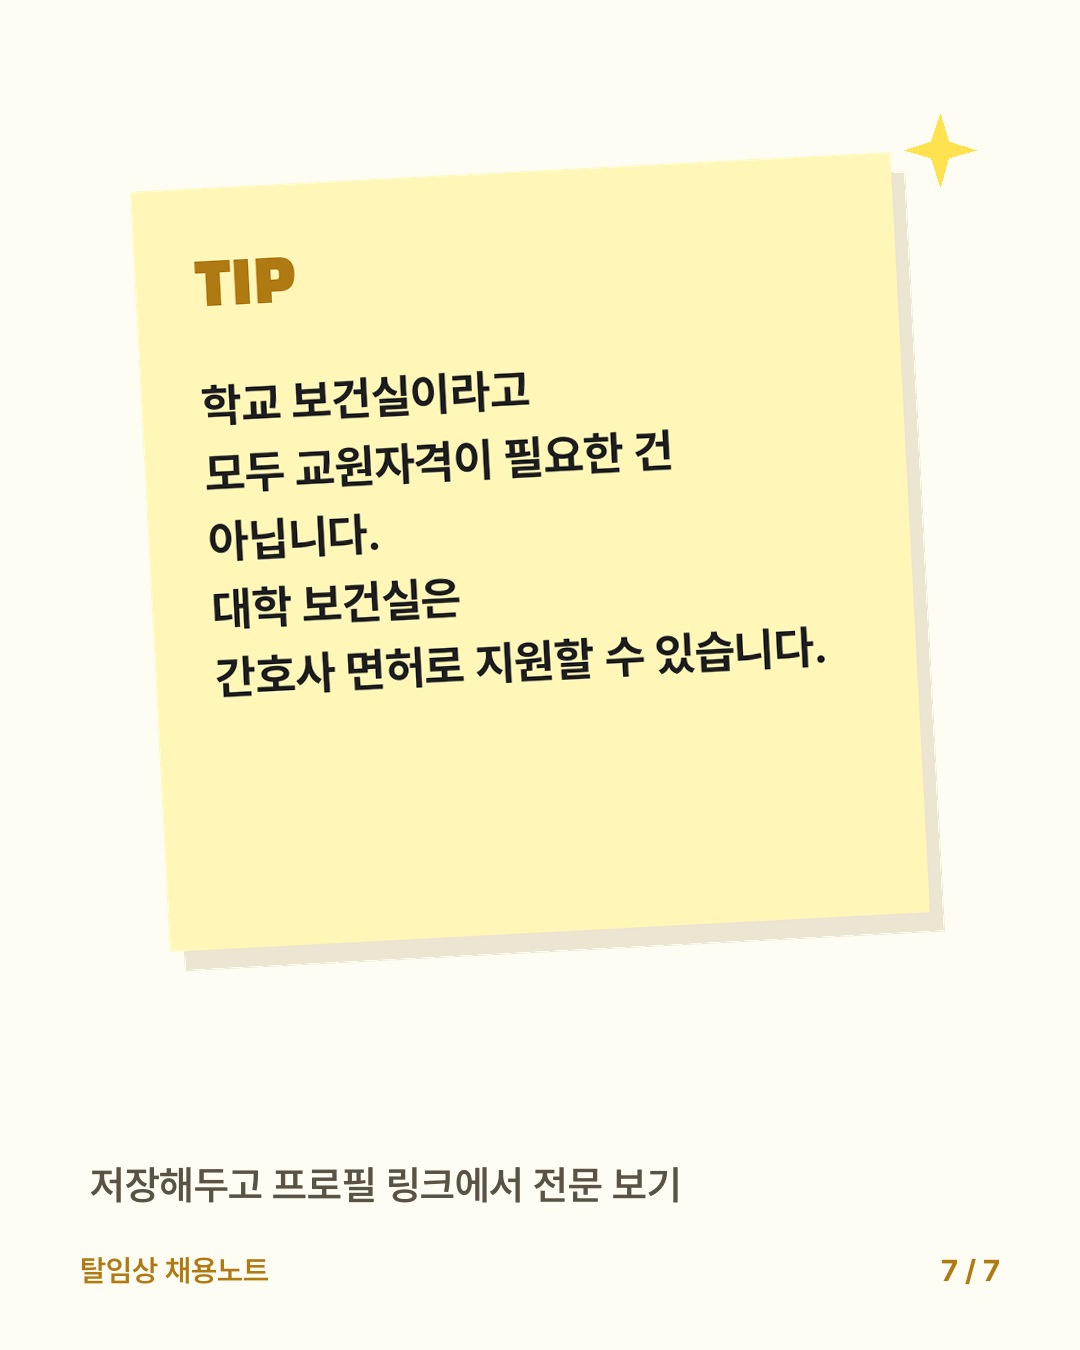 TIP
학교 보건실이라고
모두 교원자격이 필요한 건
아닙니다.
대학 보건실은
간호사 면허로 지원할 수 있습니다.
저장해두고 프로필 링크에서 전문 보기
탈임상 채용노트
7 / 7